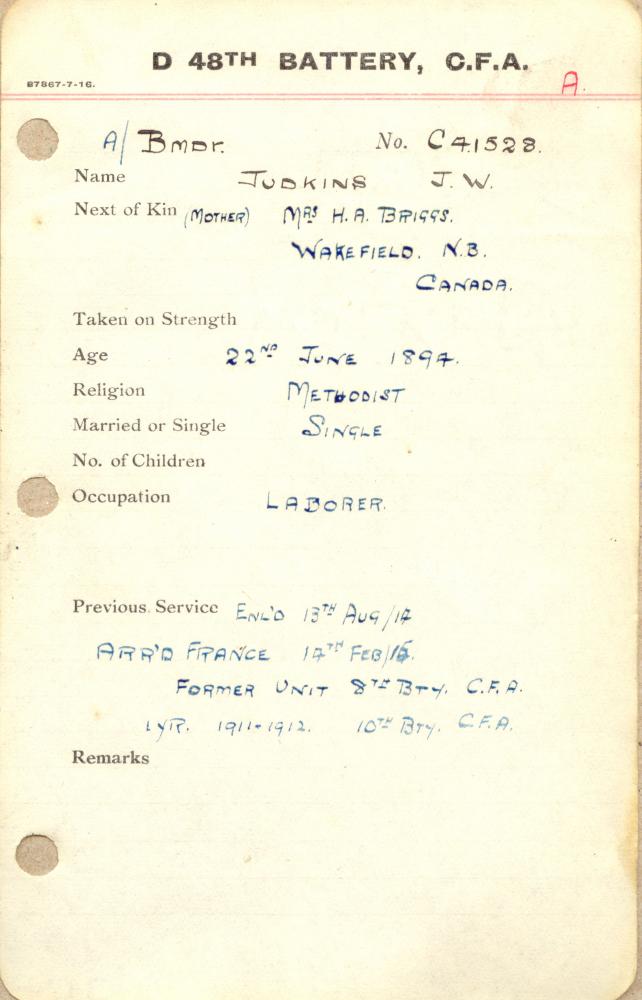 D 48TH BATTERY, C.F.A.
87867-7-16.
A.
A/ Bmdr. No. C41528.
Name JUDKINS J. W.
Next of Kin (MOTHER) MRS H. A. BRIGGS.
WAKEFIELD. N.B.
CANADA.
Taken on Strength
Age 22ND JUNE 1894.
Religion METHODIST
Married or Single SINGLE
No. of Children
Occupation LABORER.
Previous Service ENL'D 13TH AUG/14
ARR'D FRANCE 14TH FEB/15.
FORMER UNIT 8TH BTY. C.F.A.
1 YR. 1911-1912. 10TH BTY. C.F.A.
Remarks